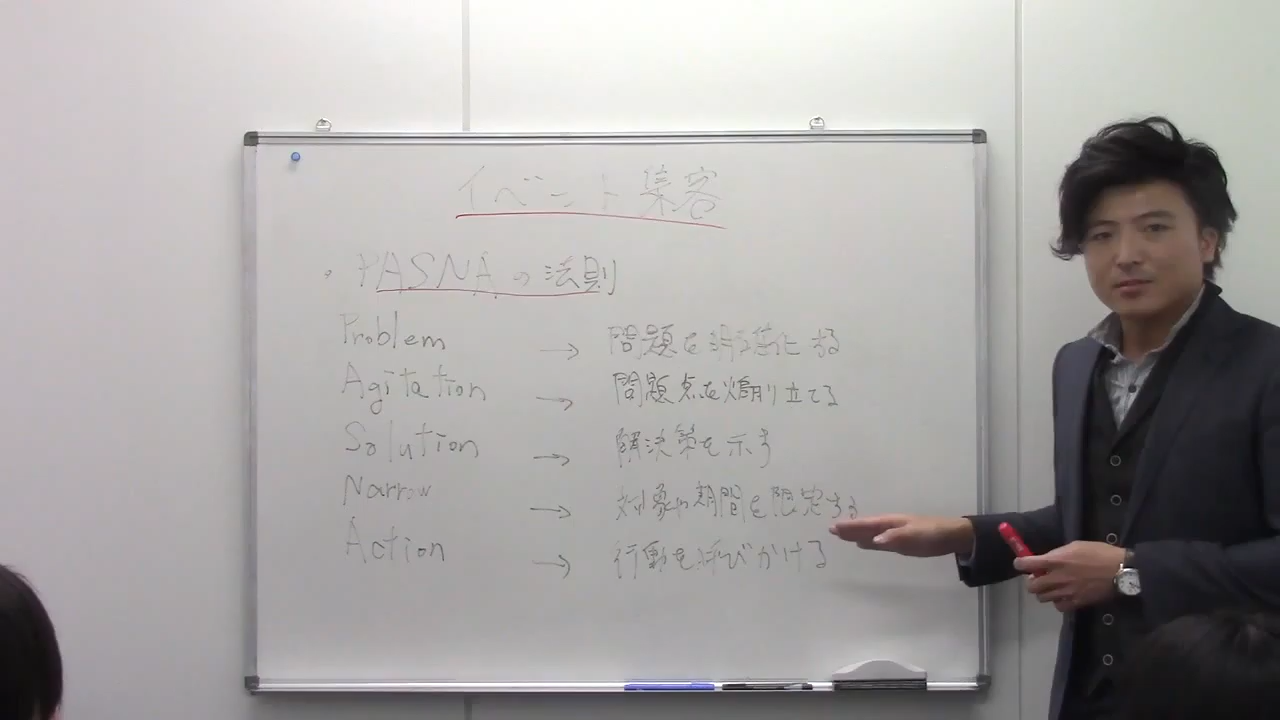 イベント集客
・PASNAの法則
Problem → 問題を明確化する
Agitation → 問題点を煽り立てる
Solution → 解決策を示す
Narrow → 対象や期間を限定する
Action → 行動を呼びかける